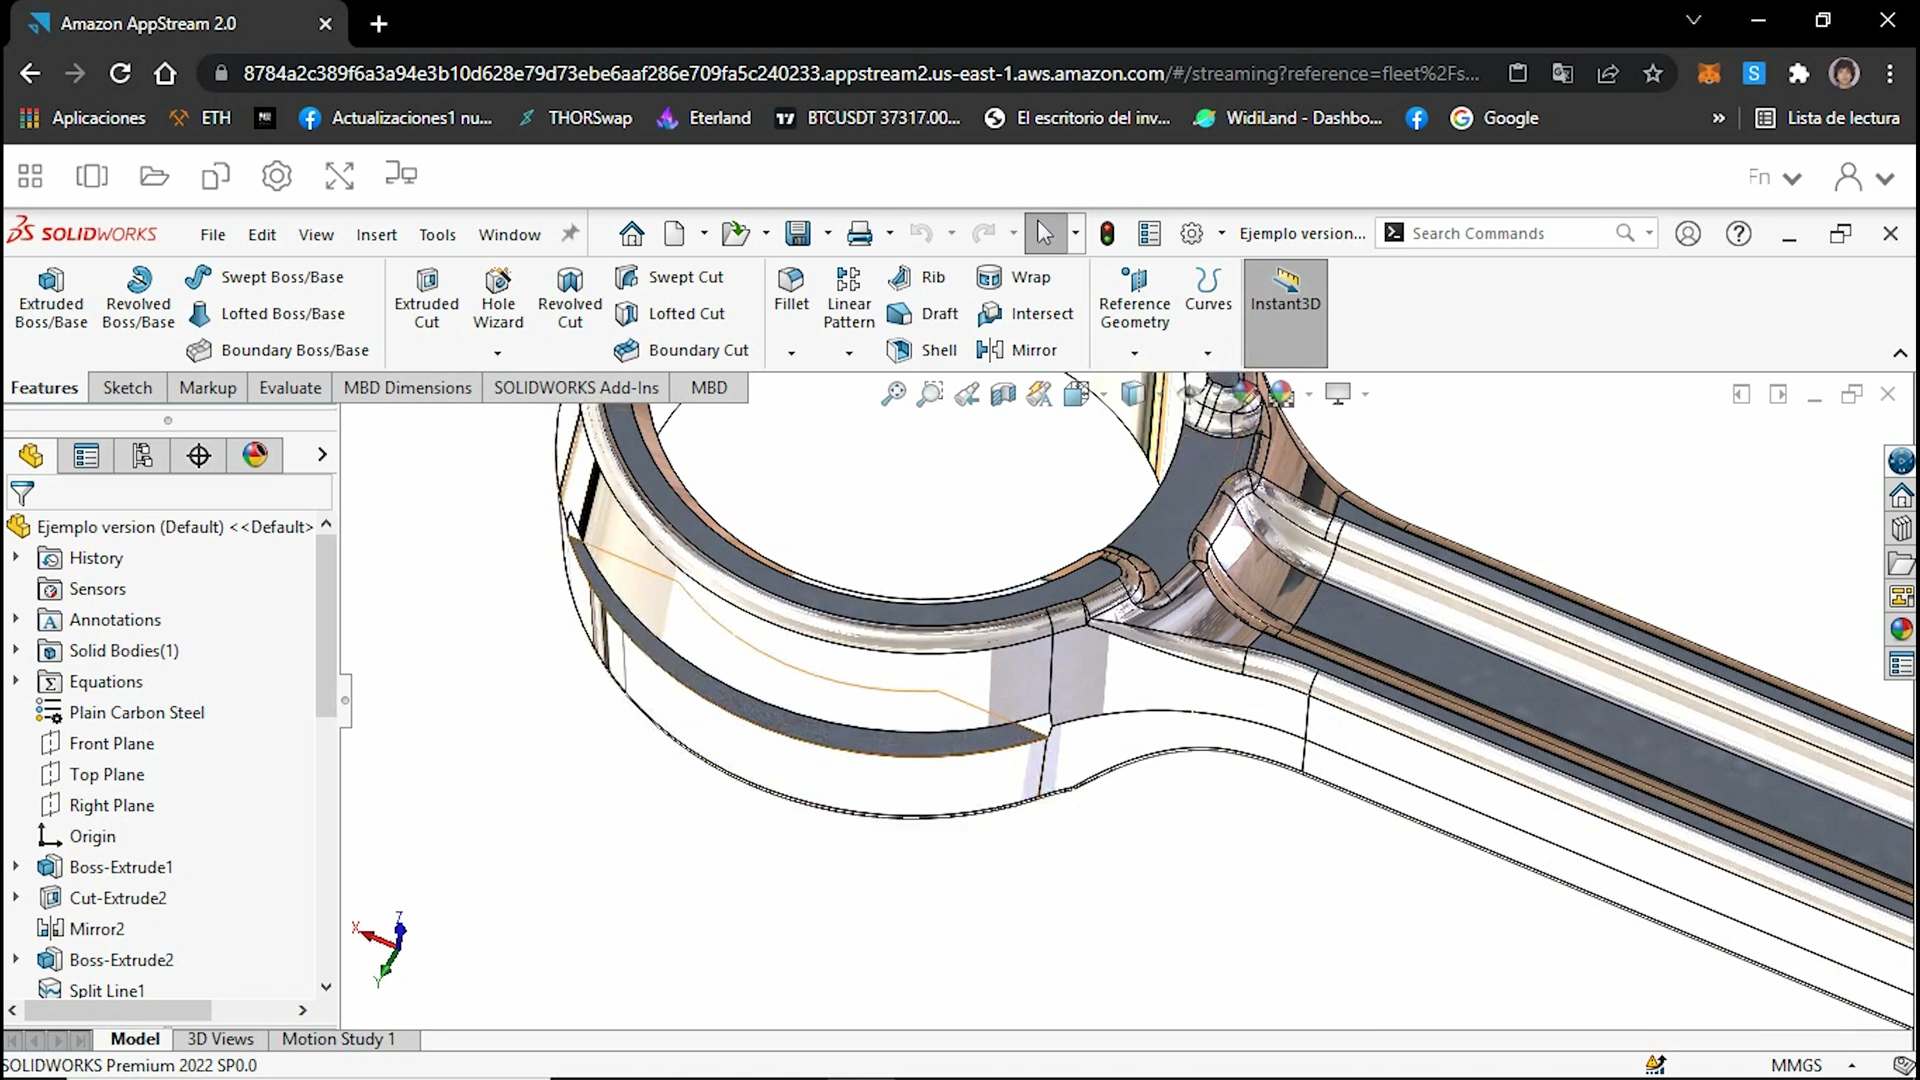 Amazon AppStream 2.0
8784a2c389f6a3a94e3b10d628e79d73ebe6aaf286e709fa5c240233.appstream2.us-east-1.aws.amazon.com/#/streaming?reference=fleet%2Fs...
Aplicaciones ETH Actualizaciones1 nu... THORSwap Eterland BTCUSDT 37317.00... El escritorio del inv... WidiLand - Dashbo... Google » Lista de lectura
Fn
SOLIDWORKS File Edit View Insert Tools Window Ejemplo version... Search Commands
Extruded Boss/Base
Revolved Boss/Base
Swept Boss/Base
Lofted Boss/Base
Boundary Boss/Base
Extruded Cut
Hole Wizard
Revolved Cut
Swept Cut
Lofted Cut
Boundary Cut
Fillet
Linear Pattern
Rib
Draft
Shell
Wrap
Intersect
Mirror
Reference Geometry
Curves
Instant3D
Features Sketch Markup Evaluate MBD Dimensions SOLIDWORKS Add-Ins MBD
Ejemplo version (Default) <<Default>
History
Sensors
Annotations
Solid Bodies(1)
Equations
Plain Carbon Steel
Front Plane
Top Plane
Right Plane
Origin
Boss-Extrude1
Cut-Extrude2
Mirror2
Boss-Extrude2
Split Line1
Z
X
Y
Model 3D Views Motion Study 1
SOLIDWORKS Premium 2022 SP0.0 MMGS